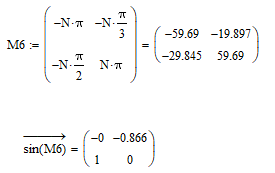 M6 := ( −N·π −N·π/3 −N·π/2 N·π ) = ( −59.69 −19.897 −29.845 59.69 )
sin(M6) = ( −0 −0.866 1 0 )